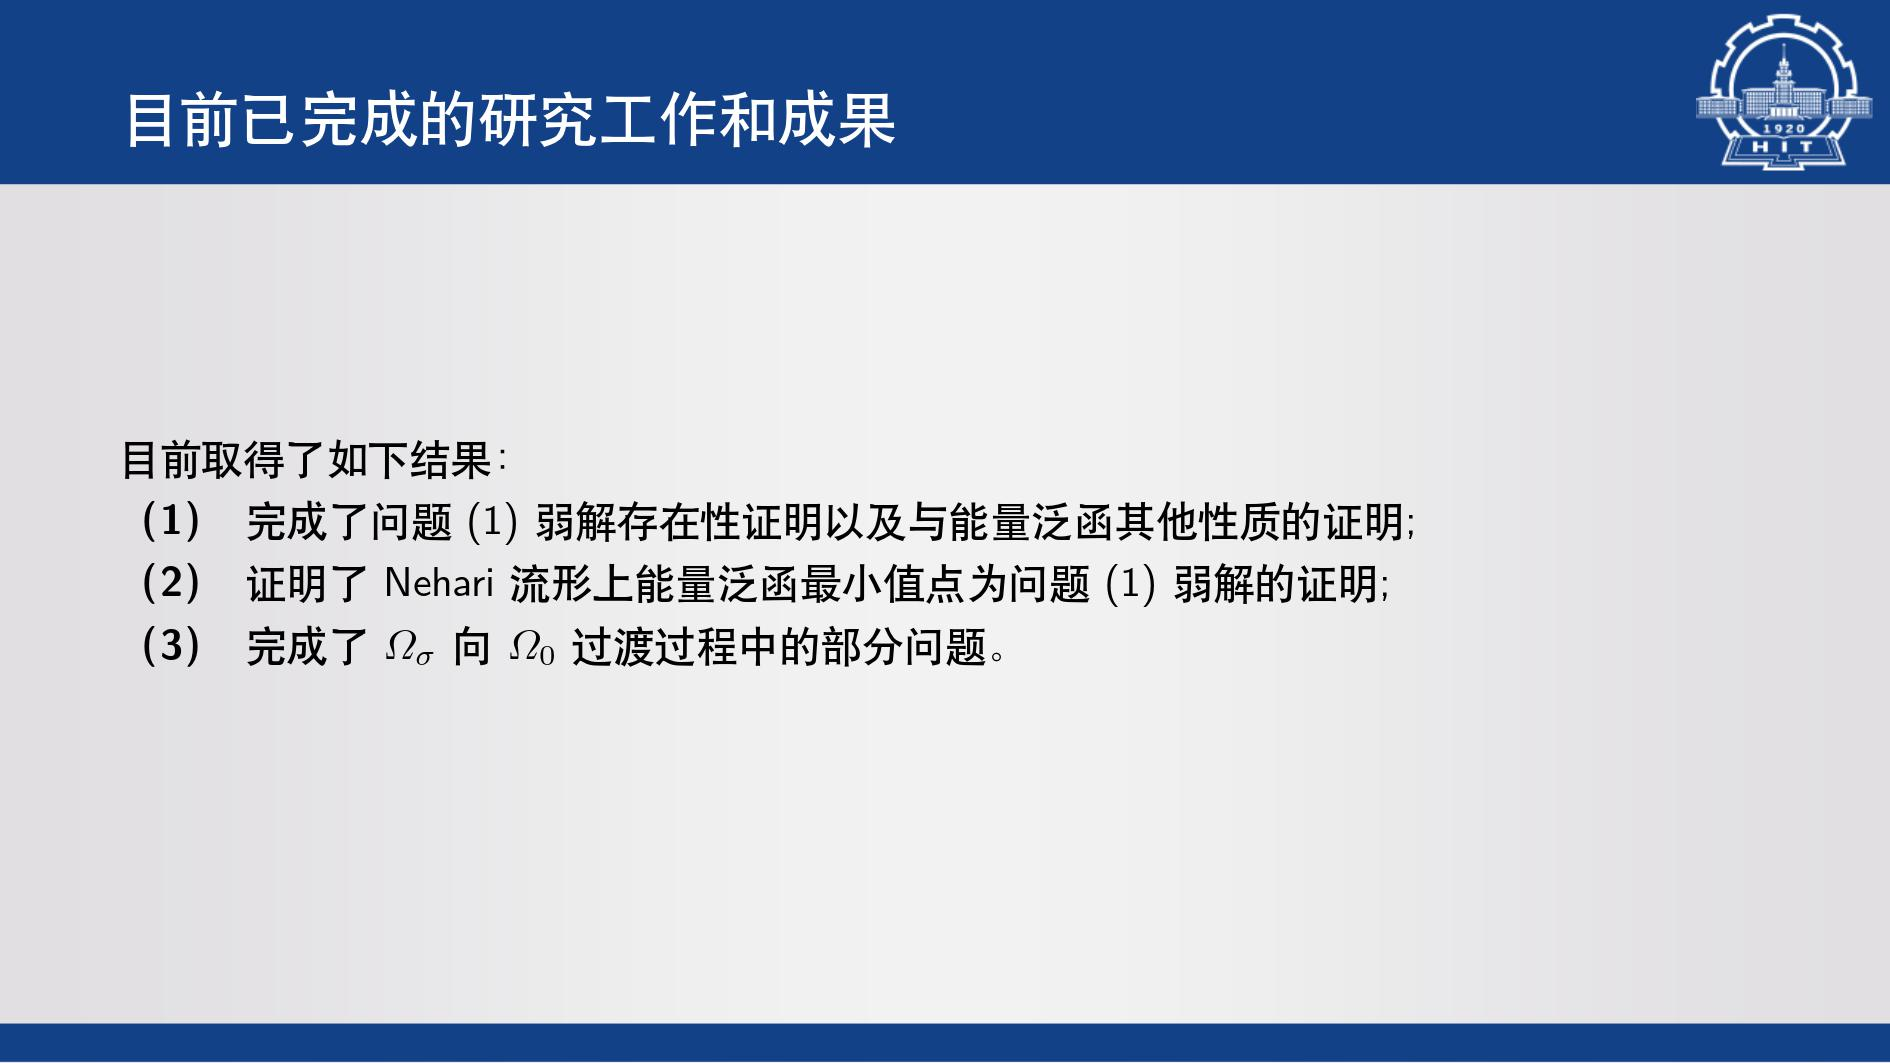 目前已完成的研究工作和成果
1920
HIT
目前取得了如下结果:
(1) 完成了问题 (1) 弱解存在性证明以及与能量泛函其他性质的证明;
(2) 证明了 Nehari 流形上能量泛函最小值点为问题 (1) 弱解的证明;
(3) 完成了 Ωσ 向 Ω0 过渡过程中的部分问题。